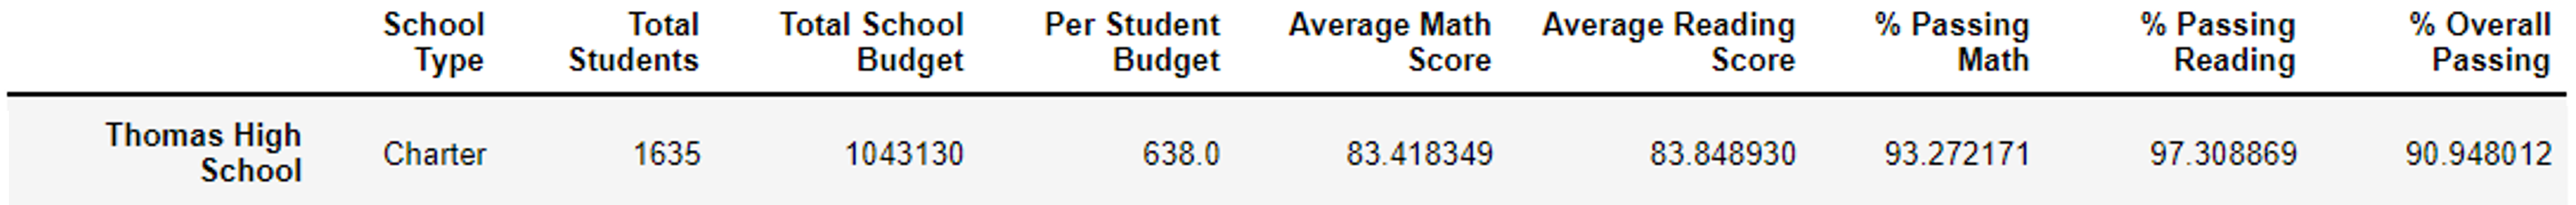 School Type Total Students Total School Budget Per Student Budget Average Math Score Average Reading Score % Passing Math % Passing Reading % Overall Passing
Thomas High School Charter 1635 1043130 638.0 83.418349 83.848930 93.272171 97.308869 90.948012